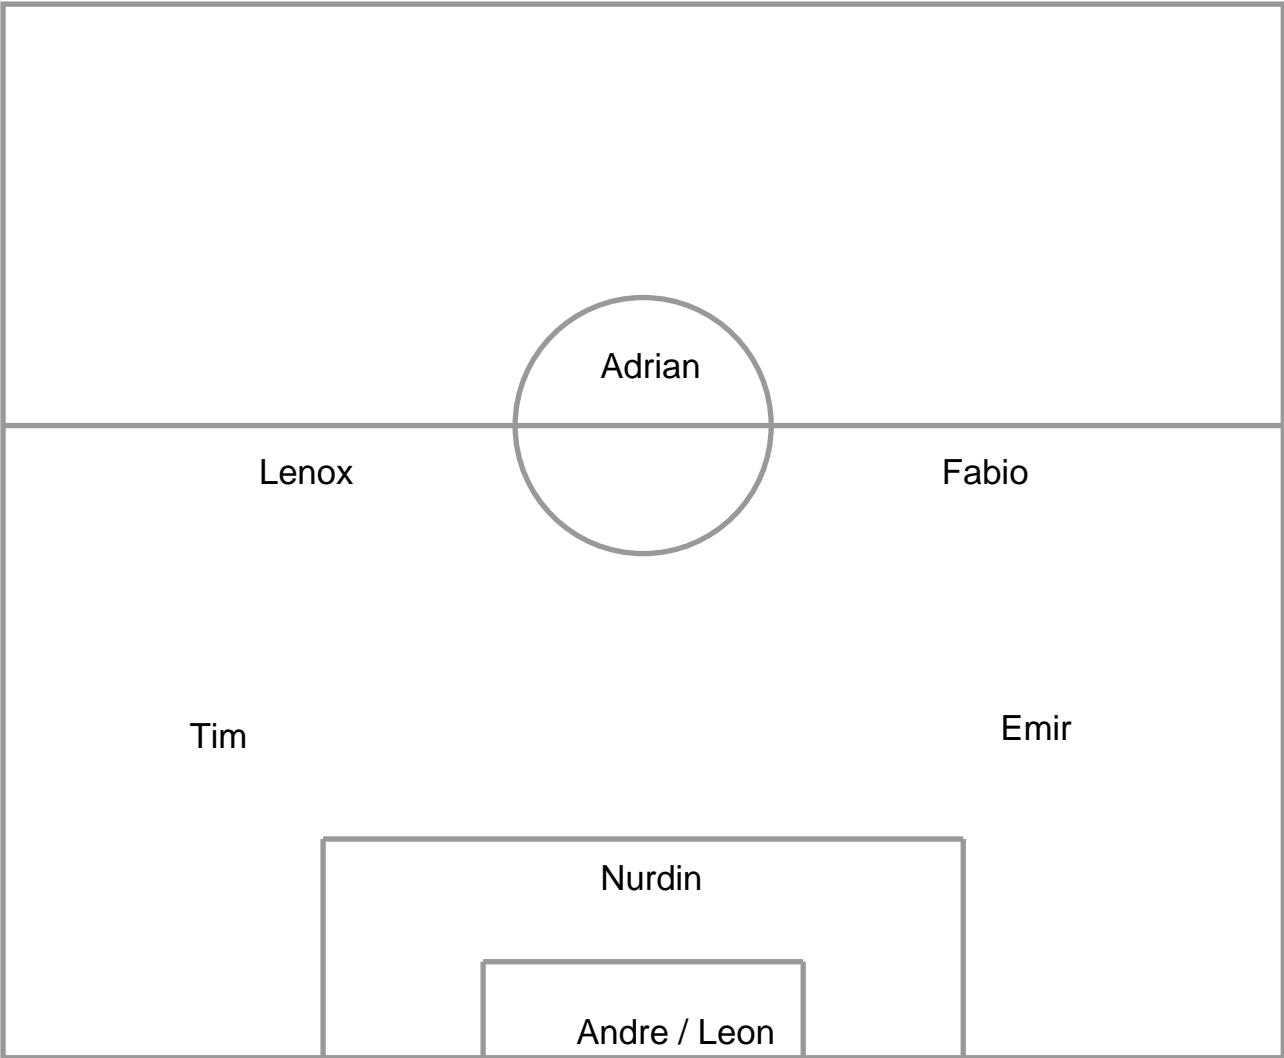 Adrian
Lenox Fabio
Tim Emir
Nurdin
Andre / Leon